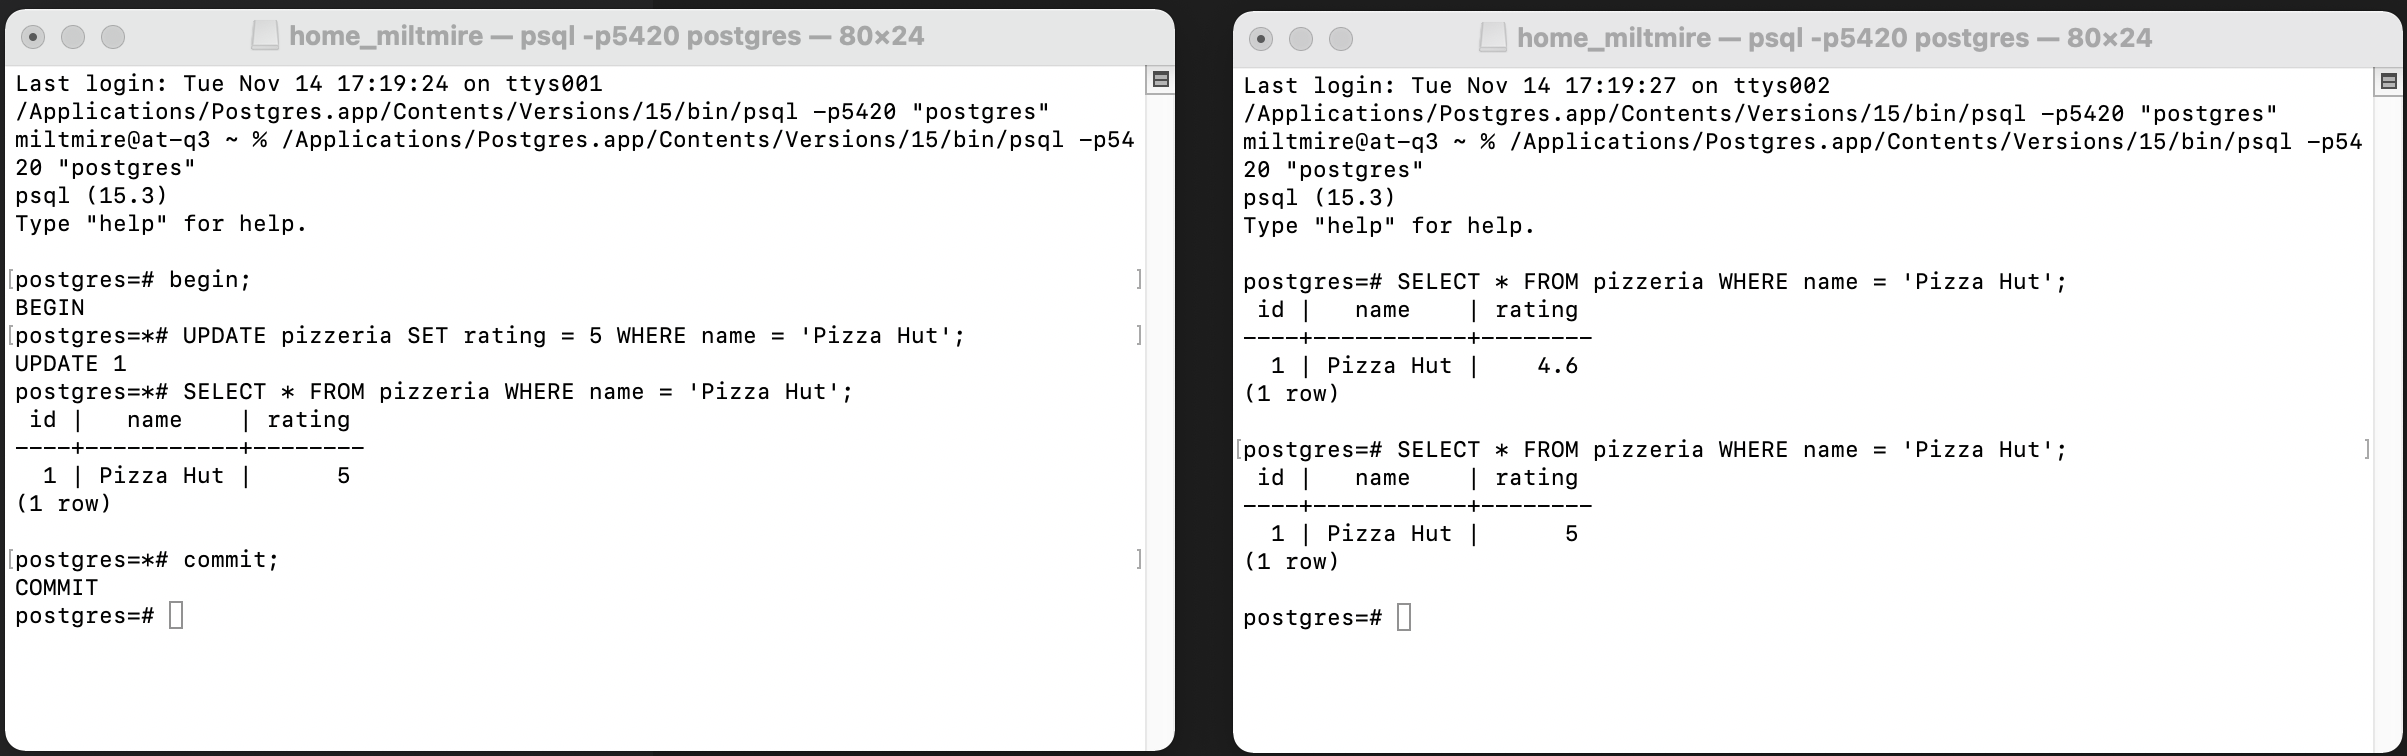 home_miltmire — psql -p5420 postgres — 80×24
Last login: Tue Nov 14 17:19:24 on ttys001
/Applications/Postgres.app/Contents/Versions/15/bin/psql -p5420 "postgres"
miltmire@at-q3 ~ % /Applications/Postgres.app/Contents/Versions/15/bin/psql -p54
20 "postgres"
psql (15.3)
Type "help" for help.
[postgres=# begin; ]
BEGIN
[postgres=*# UPDATE pizzeria SET rating = 5 WHERE name = 'Pizza Hut'; ]
UPDATE 1
postgres=*# SELECT * FROM pizzeria WHERE name = 'Pizza Hut';
 id |   name    | rating
----+-----------+--------
  1 | Pizza Hut |      5
(1 row)
[postgres=*# commit; ]
COMMIT
postgres=#
home_miltmire — psql -p5420 postgres — 80×24
Last login: Tue Nov 14 17:19:27 on ttys002
/Applications/Postgres.app/Contents/Versions/15/bin/psql -p5420 "postgres"
miltmire@at-q3 ~ % /Applications/Postgres.app/Contents/Versions/15/bin/psql -p54
20 "postgres"
psql (15.3)
Type "help" for help.
postgres=# SELECT * FROM pizzeria WHERE name = 'Pizza Hut';
 id |   name    | rating
----+-----------+--------
  1 | Pizza Hut |    4.6
(1 row)
[postgres=# SELECT * FROM pizzeria WHERE name = 'Pizza Hut'; ]
 id |   name    | rating
----+-----------+--------
  1 | Pizza Hut |      5
(1 row)
postgres=#